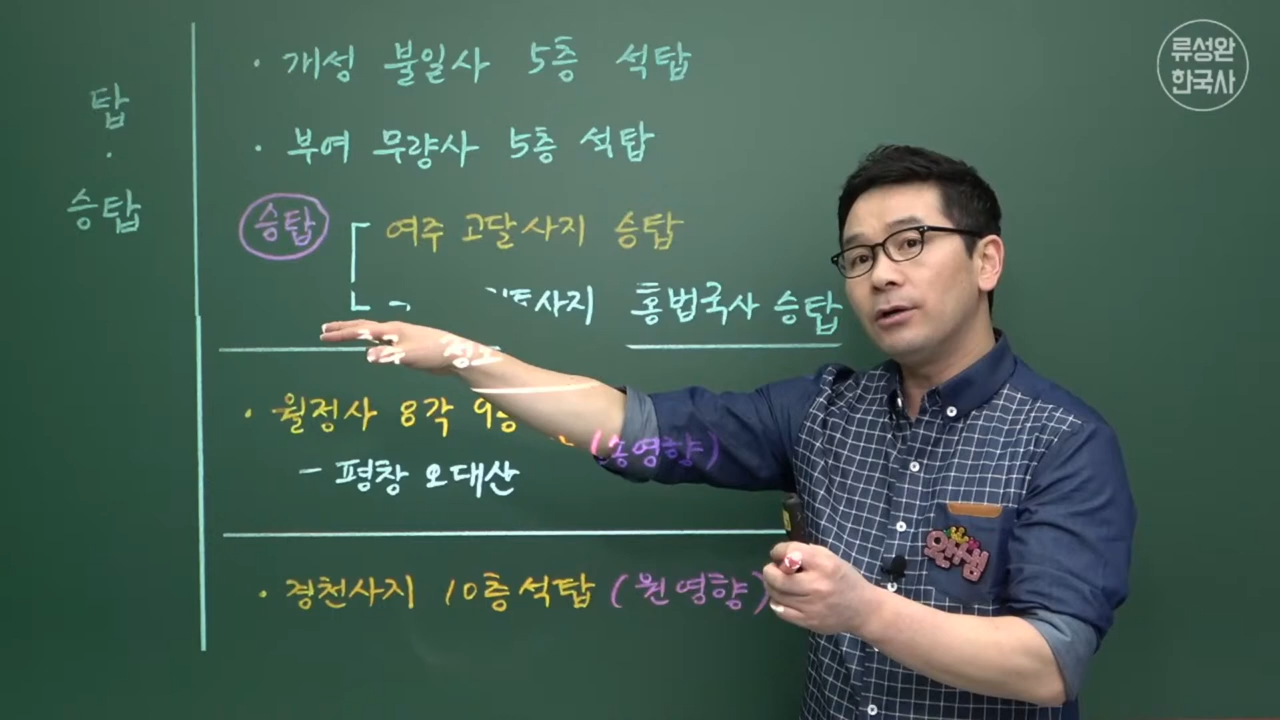 류성완
한국사
탑
·
승탑
· 개성 불일사 5층 석탑
· 부여 무량사 5층 석탑
승탑
여주 고달사지 승탑
사지 홍법국사 승탑
· 월정사 8각 9층 (송영향)
- 평창 오대산
· 경천사지 10층석탑 (원영향)
완샘